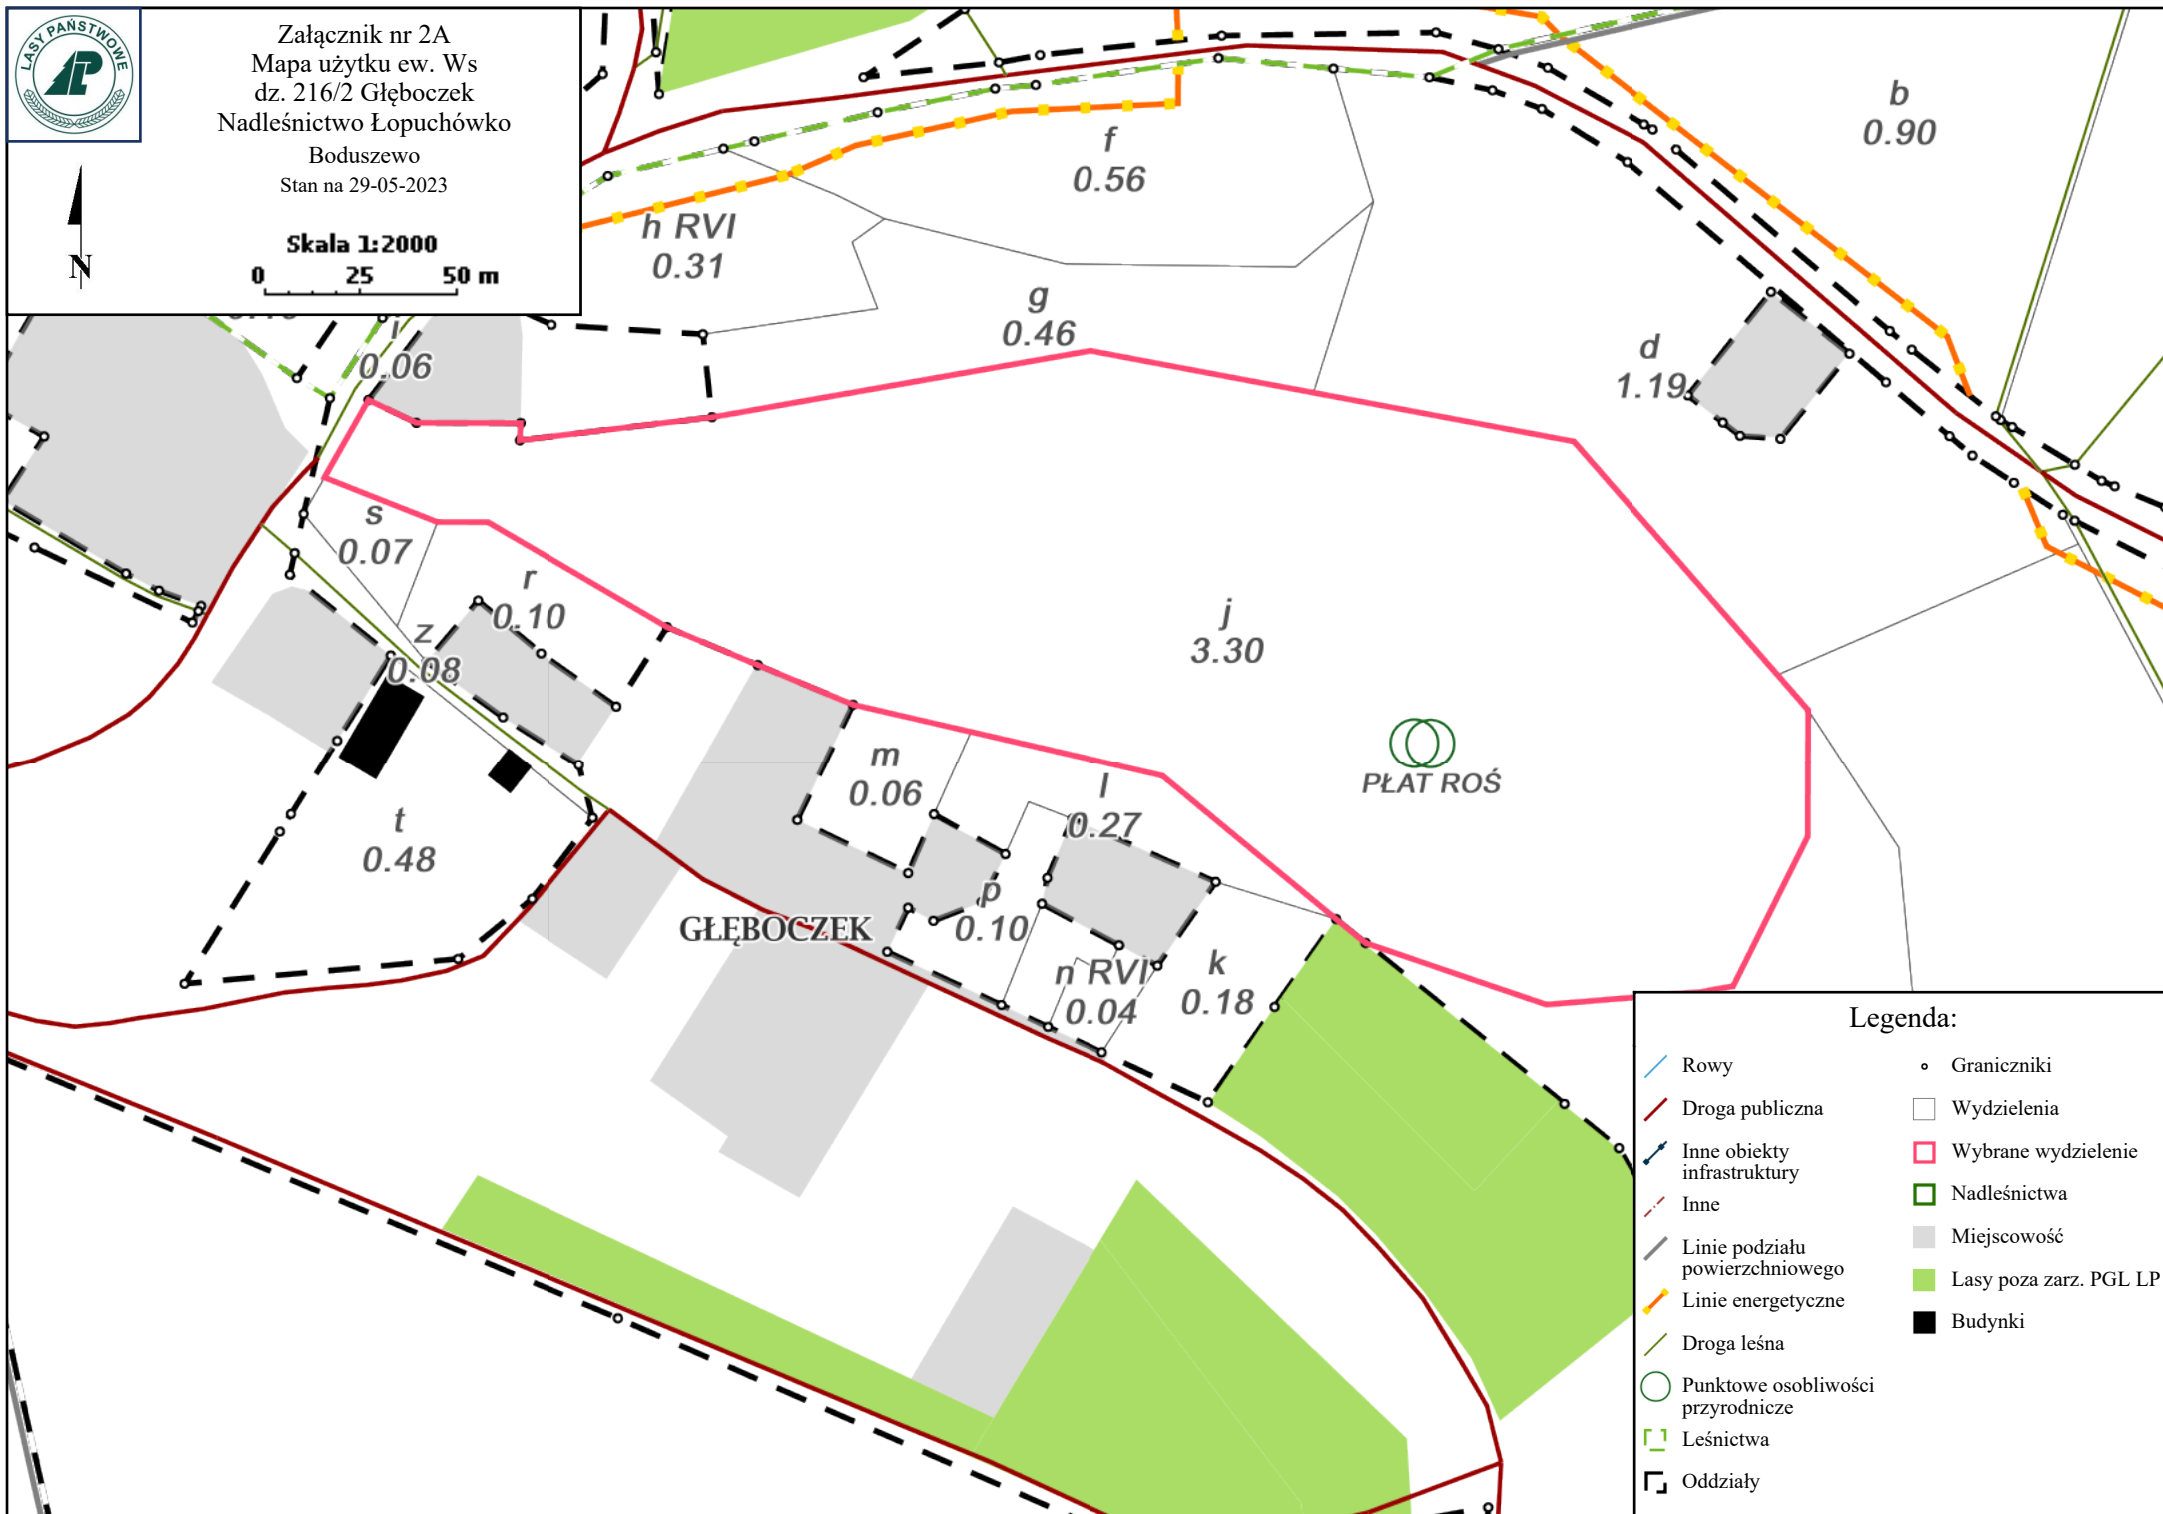 LASY PAŃSTWOWE
Załącznik nr 2A
Mapa użytku ew. Ws
dz. 216/2 Głęboczek
Nadleśnictwo Łopuchówko
Boduszewo
Stan na 29-05-2023
N
Skala 1:2000
0 25 50 m
b
0.90
f
0.56
h RVI
0.31
g
0.46
i
0.06
d
1.19
s
0.07
r
0.10
z
0.08
j
3.30
PŁAT ROŚ
m
0.06
l
0.27
t
0.48
p
0.10
GŁĘBOCZEK
n RVI
0.04
k
0.18
Legenda:
Rowy
Droga publiczna
Inne obiekty
infrastruktury
Inne
Linie podziału
powierzchniowego
Linie energetyczne
Droga leśna
Punktowe osobliwości
przyrodnicze
Leśnictwa
Oddziały
Graniczniki
Wydzielenia
Wybrane wydzielenie
Nadleśnictwa
Miejscowość
Lasy poza zarz. PGL LP
Budynki